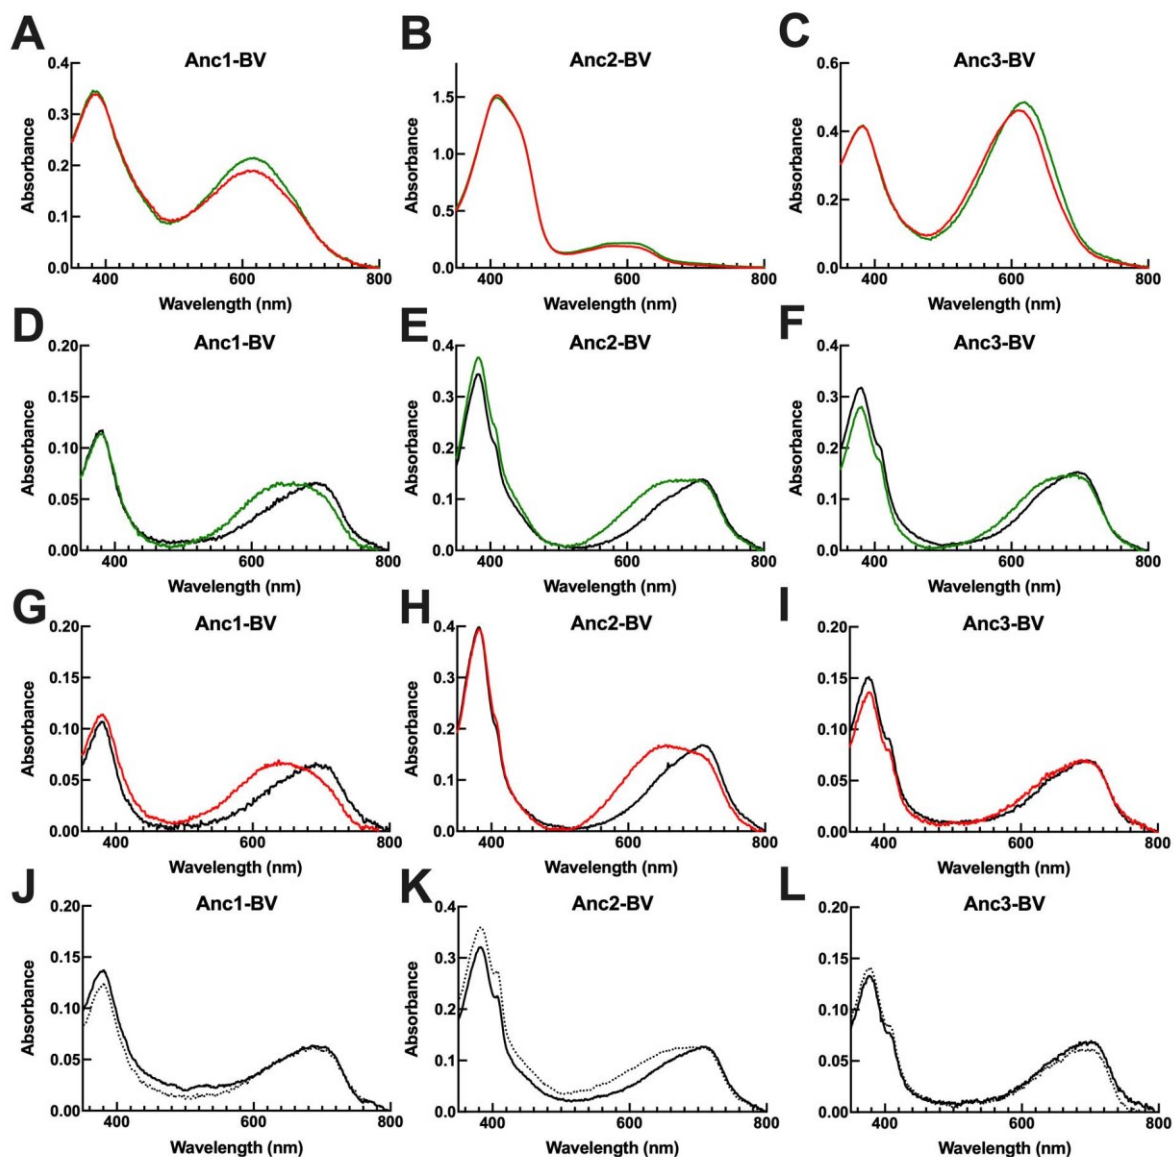 A
Anc1-BV
Absorbance
0.4
0.3
0.2
0.1
0.0
400 600 800
Wavelength (nm)
B
Anc2-BV
Absorbance
1.5
1.0
0.5
0.0
400 600 800
Wavelength (nm)
C
Anc3-BV
Absorbance
0.6
0.4
0.2
0.0
400 600 800
Wavelength (nm)
D
Anc1-BV
Absorbance
0.20
0.15
0.10
0.05
0.00
400 600 800
Wavelength (nm)
E
Anc2-BV
Absorbance
0.4
0.3
0.2
0.1
0.0
400 600 800
Wavelength (nm)
F
Anc3-BV
Absorbance
0.4
0.3
0.2
0.1
0.0
400 600 800
Wavelength (nm)
G
Anc1-BV
Absorbance
0.20
0.15
0.10
0.05
0.00
400 600 800
Wavelength (nm)
H
Anc2-BV
Absorbance
0.4
0.3
0.2
0.1
0.0
400 600 800
Wavelength (nm)
I
Anc3-BV
Absorbance
0.20
0.15
0.10
0.05
0.00
400 600 800
Wavelength (nm)
J
Anc1-BV
Absorbance
0.20
0.15
0.10
0.05
0.00
400 600 800
Wavelength (nm)
K
Anc2-BV
Absorbance
0.4
0.3
0.2
0.1
0.0
400 600 800
Wavelength (nm)
L
Anc3-BV
Absorbance
0.20
0.15
0.10
0.05
0.00
400 600 800
Wavelength (nm)